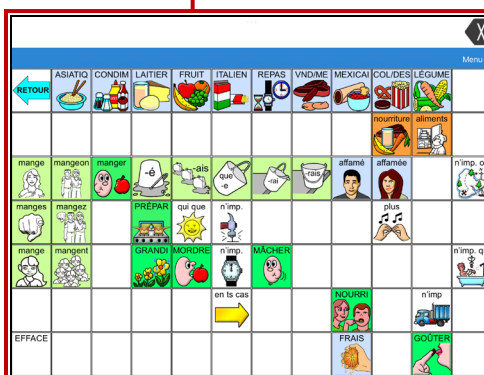 X
Menu
RETOUR
ASIATIQ CONDIM LAITIER FRUIT ITALIEN REPAS VND/ME MEXICAI COL/DES LÉGUME
nourriture aliments
mange mangeon manger -é -ais que -e -rai -rais affamé affamée n'imp. o
manges mangez PRÉPAR qui que n'imp. plus
mange mangent GRANDI MORDRE n'imp. MÂCHER n'imp. q
en ts cas NOURRI n'imp
EFFACE FRAIS GOÛTER